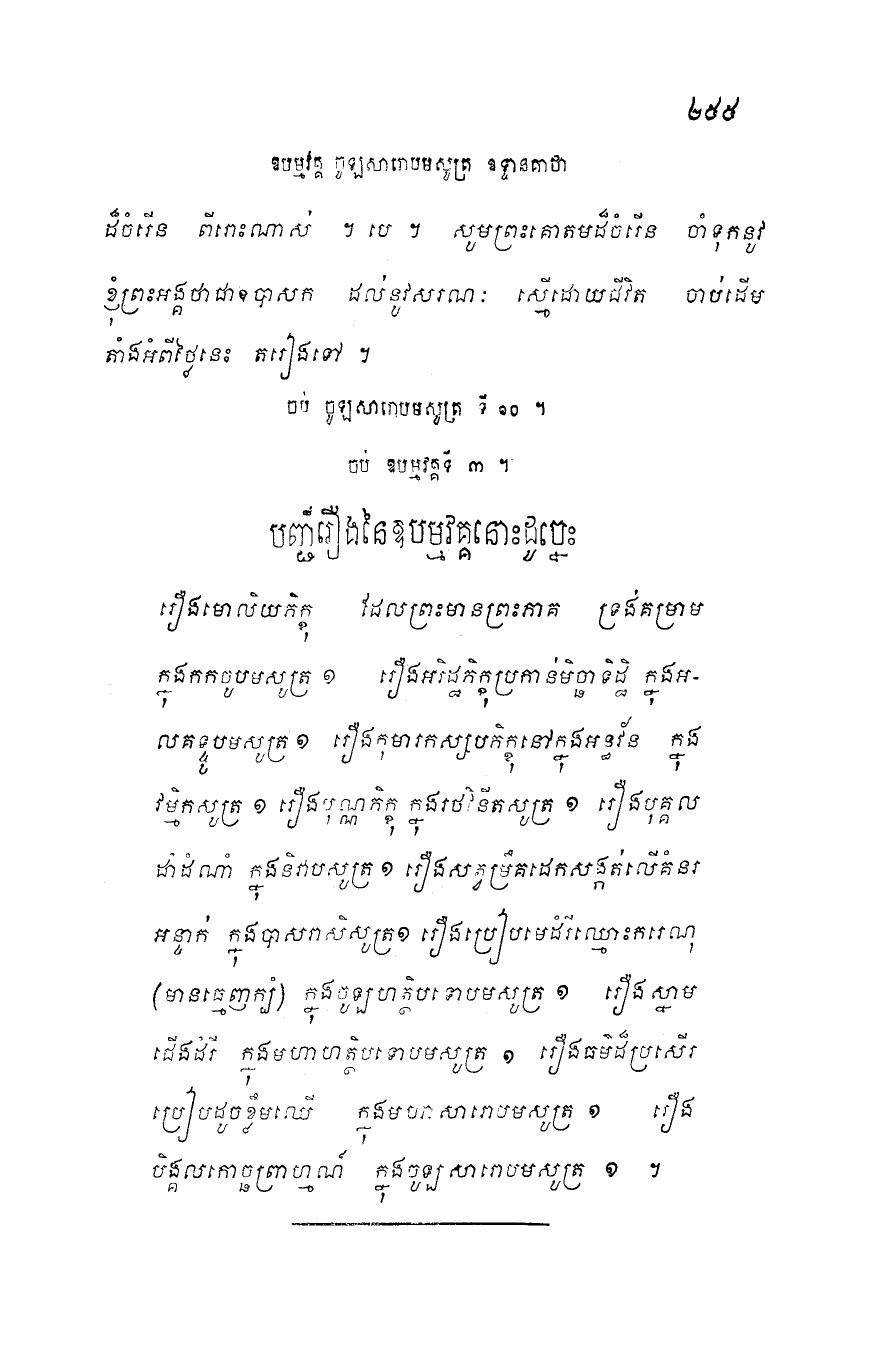 ២៥៥
ឧបម្មវគ្គ ចូឡសារោបមសូត្រ ឧទ្ទានគាថា
ដ៏ចំរើន ពីរោះណាស់ ។ បេ ។ សូមព្រះគោតមដ៏ចំរើន ចាំទុកនូវ
ខ្ញុំព្រះអង្គថាជាឧបាសក ដល់នូវសរណៈ ស្មើដោយជីវិត ចាប់ដើម
តាំងអំពីថ្ងៃនេះ តរៀងទៅ ។
ចប់ ចូឡសារោបមសូត្រ ទី ១០ ។
ចប់ ឧបម្មវគ្គទី ៣ ។
បញ្ជីរឿងនៃឧបម្មវគ្គនោះដូច្នេះ
រឿងមោលិយភិក្ខុ ដែលព្រះមានព្រះភាគ ទ្រង់គម្រាម
ក្នុងកកចូបមសូត្រ ១ រឿងអរិដ្ឋភិក្ខុប្រកាន់មិច្ឆាទិដ្ឋិ ក្នុងអ-
លគទ្ទូបមសូត្រ ១ រឿងកុមារកស្សបភិក្ខុនៅក្នុងអន្ធវ័ន ក្នុង
វម្មិកសូត្រ ១ រឿងបុណ្ណភិក្ខុ ក្នុងរថវិនីតសូត្រ ១ រឿងបុគ្គល
ដាំដំណាំ ក្នុងនិវាបសូត្រ ១ រឿងសត្វម្រឹគដេកសង្កត់លើគំនរ
អន្ទាក់ ក្នុងបាសរាសិសូត្រ ១ រឿងប្រៀបមេដំរីឈ្មោះករេណុ
(មានធ្មេញក្បំ) ក្នុងចូឡហត្ថិបទោបមសូត្រ ១ រឿងស្នាម
ជើងដំរី ក្នុងមហាហត្ថិបទោបមសូត្រ ១ រឿងធម៌ដ៏ប្រសើរ
ប្រៀបដូចខ្លឹមឈើ ក្នុងមហាសារោបមសូត្រ ១ រឿង
បិង្គលកោច្ឆព្រាហ្មណ៍ ក្នុងចូឡសារោបមសូត្រ ១ ។